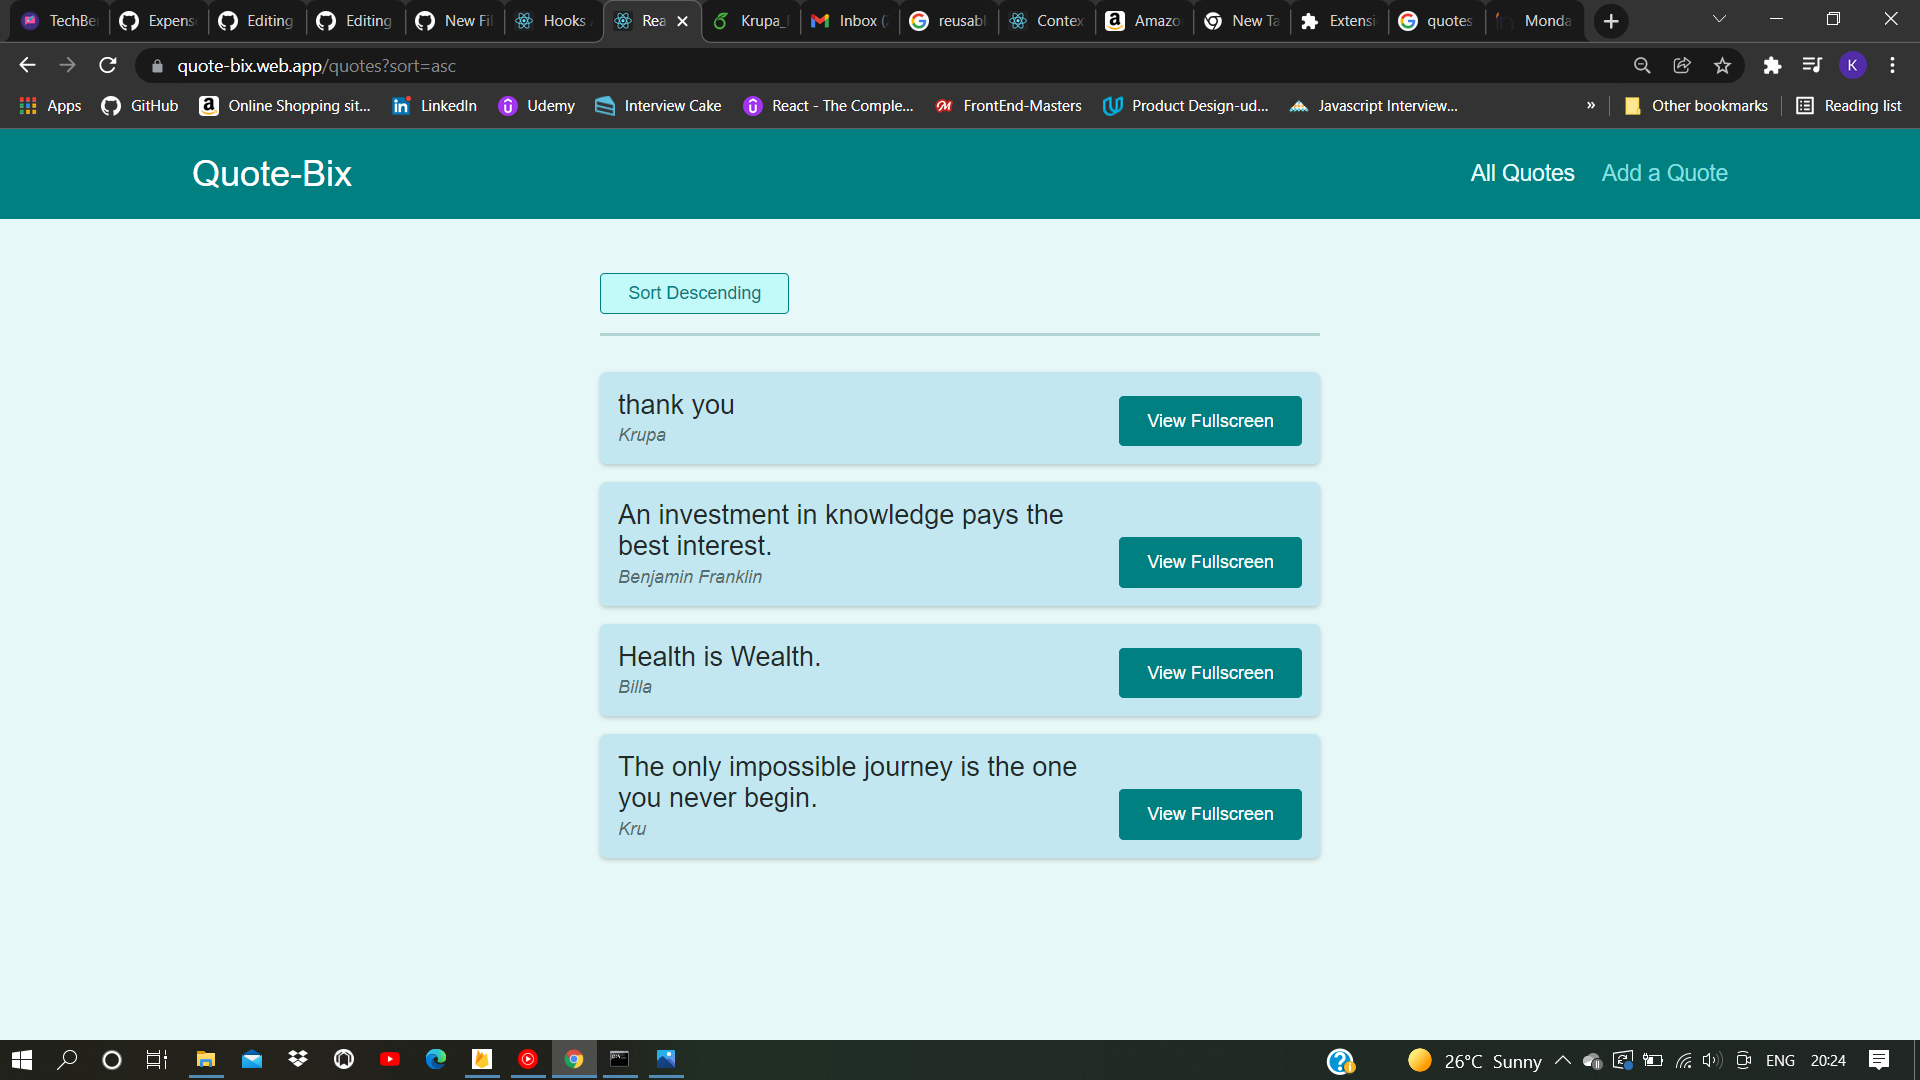 TechBe
Expens
Editing
Editing
New Fil
Hooks
Rea
Krupa_
Inbox (
reusabl
Contex
Amazo
New Ta
Extensi
quotes
Monda
quote-bix.web.app/quotes?sort=asc
K
Apps
GitHub
Online Shopping sit...
LinkedIn
Udemy
Interview Cake
React - The Comple...
FrontEnd-Masters
Product Design-ud...
Javascript Interview...
»
Other bookmarks
Reading list
Quote-Bix
All Quotes
Add a Quote
Sort Descending
thank you
Krupa
View Fullscreen
An investment in knowledge pays the
best interest.
Benjamin Franklin
View Fullscreen
Health is Wealth.
Billa
View Fullscreen
The only impossible journey is the one
you never begin.
Kru
View Fullscreen
26°C Sunny
ENG
20:24